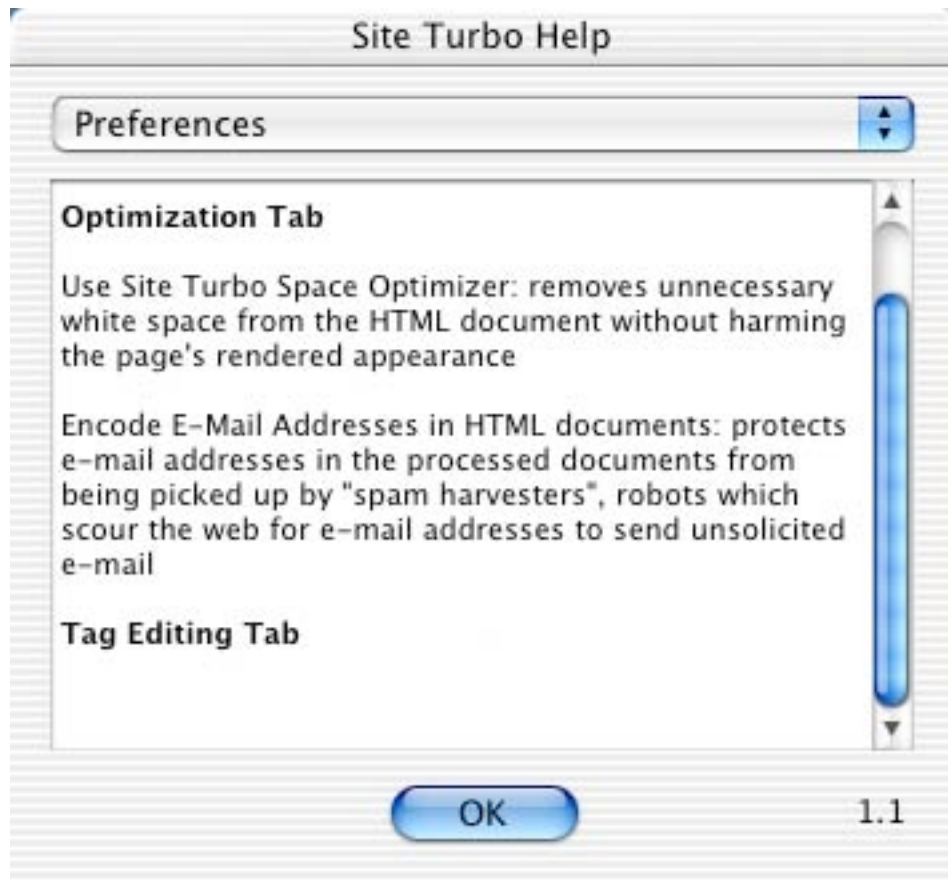 Site Turbo Help
Preferences
Optimization Tab
Use Site Turbo Space Optimizer: removes unnecessary
white space from the HTML document without harming
the page's rendered appearance
Encode E-Mail Addresses in HTML documents: protects
e-mail addresses in the processed documents from
being picked up by "spam harvesters", robots which
scour the web for e-mail addresses to send unsolicited
e-mail
Tag Editing Tab
OK
1.1